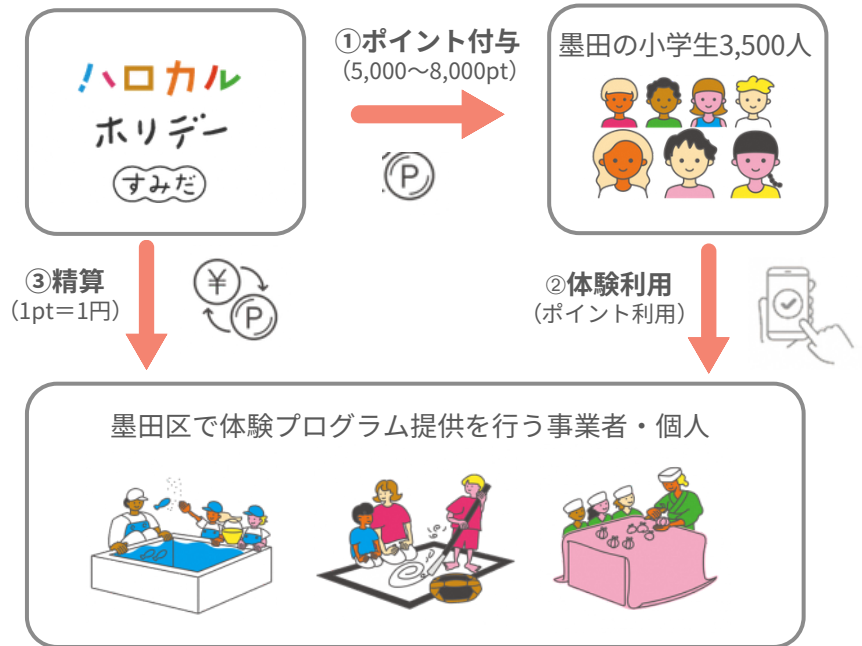 ハロカル
ホリデー
すみだ
①ポイント付与
（5,000〜8,000pt）
P
墨田の小学生3,500人
③精算
（1pt＝1円）
¥
P
②体験利用
（ポイント利用）
墨田区で体験プログラム提供を行う事業者・個人